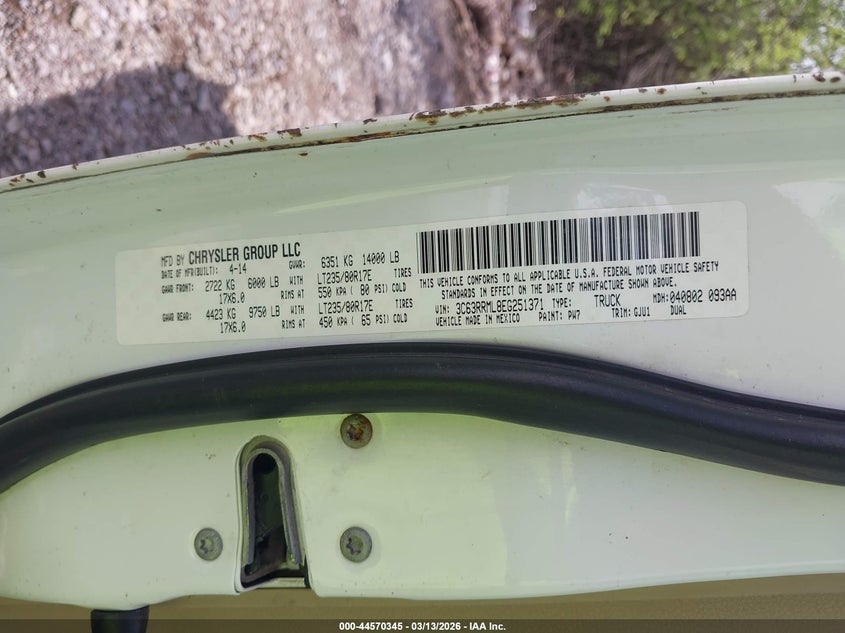 MFD BY CHRYSLER GROUP LLC
DATE OF MFR(BUILT): 4-14 GVWR: 6351 KG 14000 LB
GAWR FRONT: 2722 KG 6000 LB WITH LT235/80R17E TIRES
17X6.0 RIMS AT 550 KPA ( 80 PSI) COLD
GAWR REAR: 4423 KG 9750 LB WITH LT235/80R17E TIRES
17X6.0 RIMS AT 450 KPA ( 65 PSI) COLD
THIS VEHICLE CONFORMS TO ALL APPLICABLE U.S.A. FEDERAL MOTOR VEHICLE SAFETY
STANDARDS IN EFFECT ON THE DATE OF MANUFACTURE SHOWN ABOVE.
VIN: 3C63RRML8EG251371 TYPE: TRUCK MDH:040802 093AA
VEHICLE MADE IN MEXICO PAINT: PW7 TRIM: GJU1 DUAL
000-44570345 | 03/13/2026 - IAA Inc.